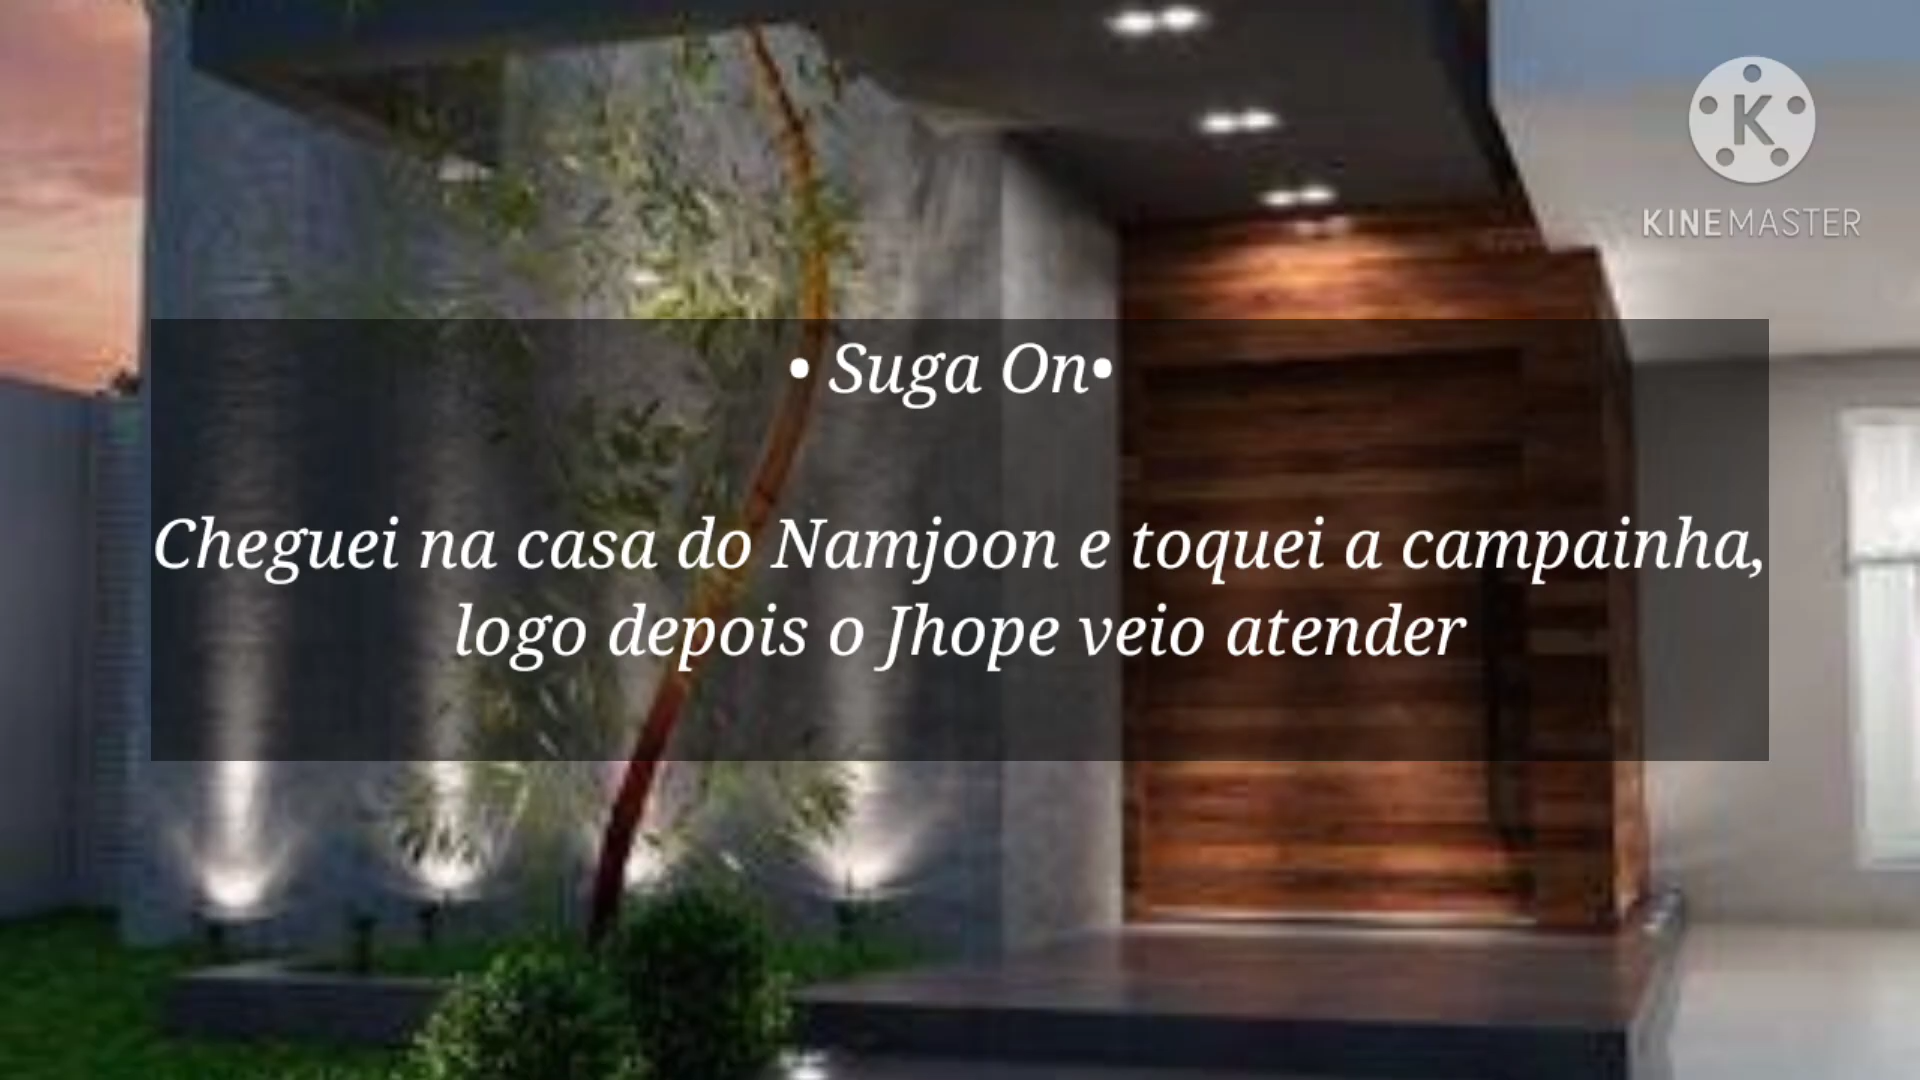 K
KINEMASTER
• Suga On•
Cheguei na casa do Namjoon e toquei a campainha,
logo depois o Jhope veio atender